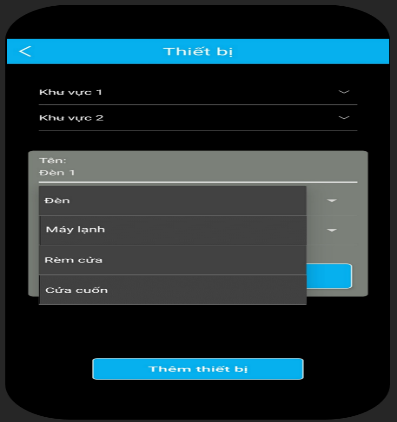 Thiết bị
Khu vực 1
Khu vực 2
Tên:
Đèn 1
Đèn
Máy lạnh
Rèm cửa
Cửa cuốn
Thêm thiết bị